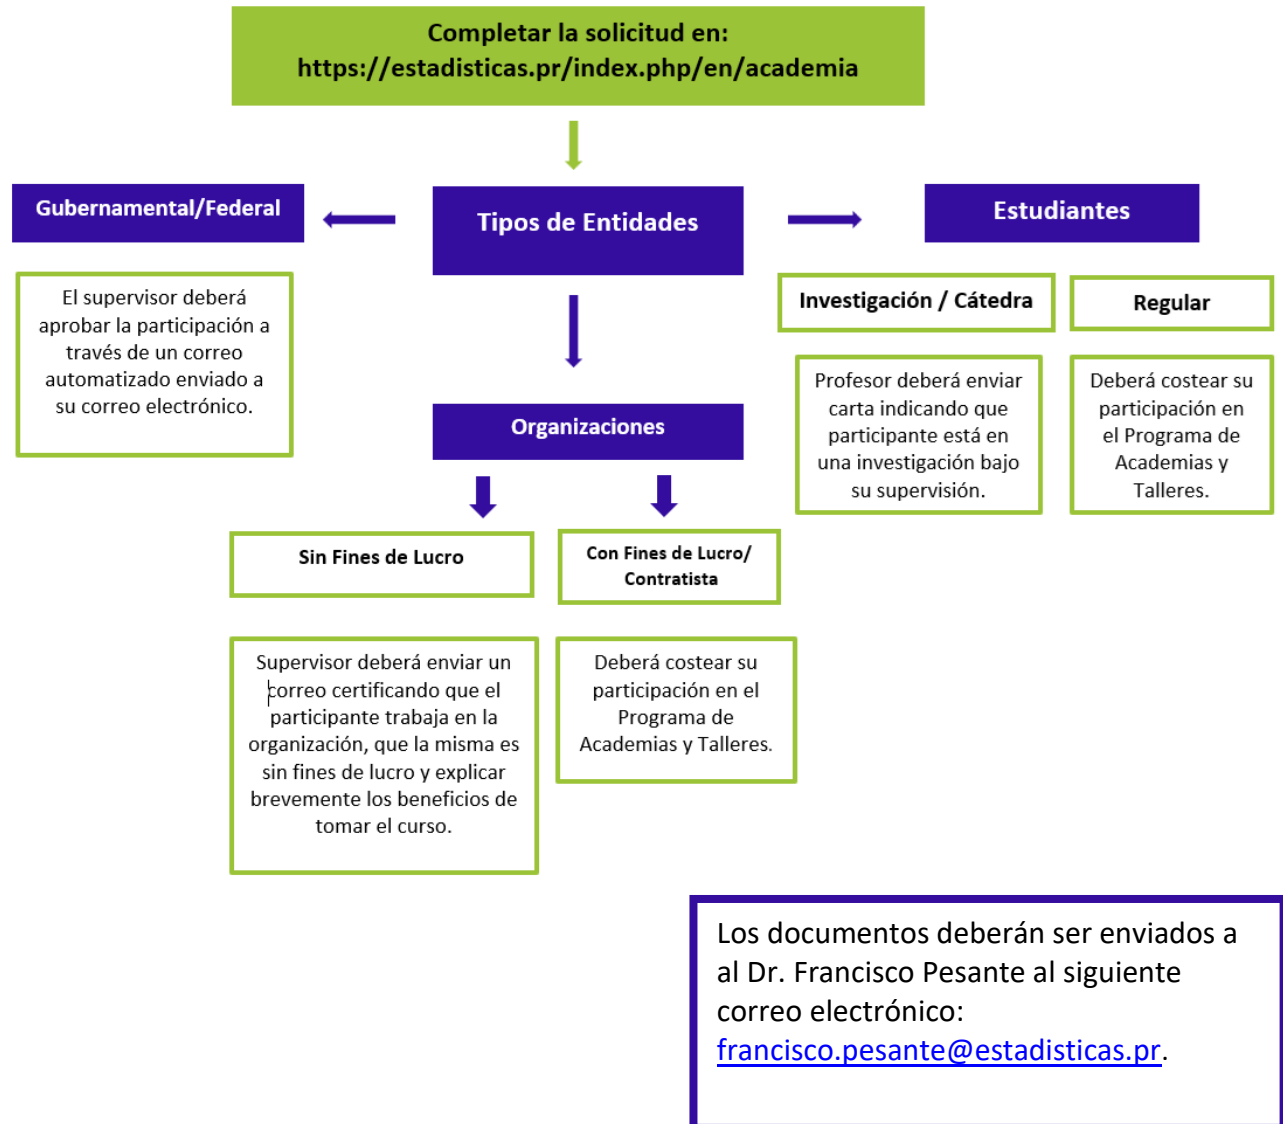 Completar la solicitud en:
https://estadisticas.pr/index.php/en/academia
Gubernamental/Federal
Tipos de Entidades
Estudiantes
El supervisor deberá
aprobar la participación a
través de un correo
automatizado enviado a
su correo electrónico.
Investigación / Cátedra
Regular
Profesor deberá enviar
carta indicando que
participante está en
una investigación bajo
su supervisión.
Deberá costear su
participación en
el Programa de
Academias y
Talleres.
Organizaciones
Sin Fines de Lucro
Con Fines de Lucro/
Contratista
Supervisor deberá enviar un
correo certificando que el
participante trabaja en la
organización, que la misma es
sin fines de lucro y explicar
brevemente los beneficios de
tomar el curso.
Deberá costear su
participación en el
Programa de
Academias y Talleres.
Los documentos deberán ser enviados a
al Dr. Francisco Pesante al siguiente
correo electrónico:
francisco.pesante@estadisticas.pr.